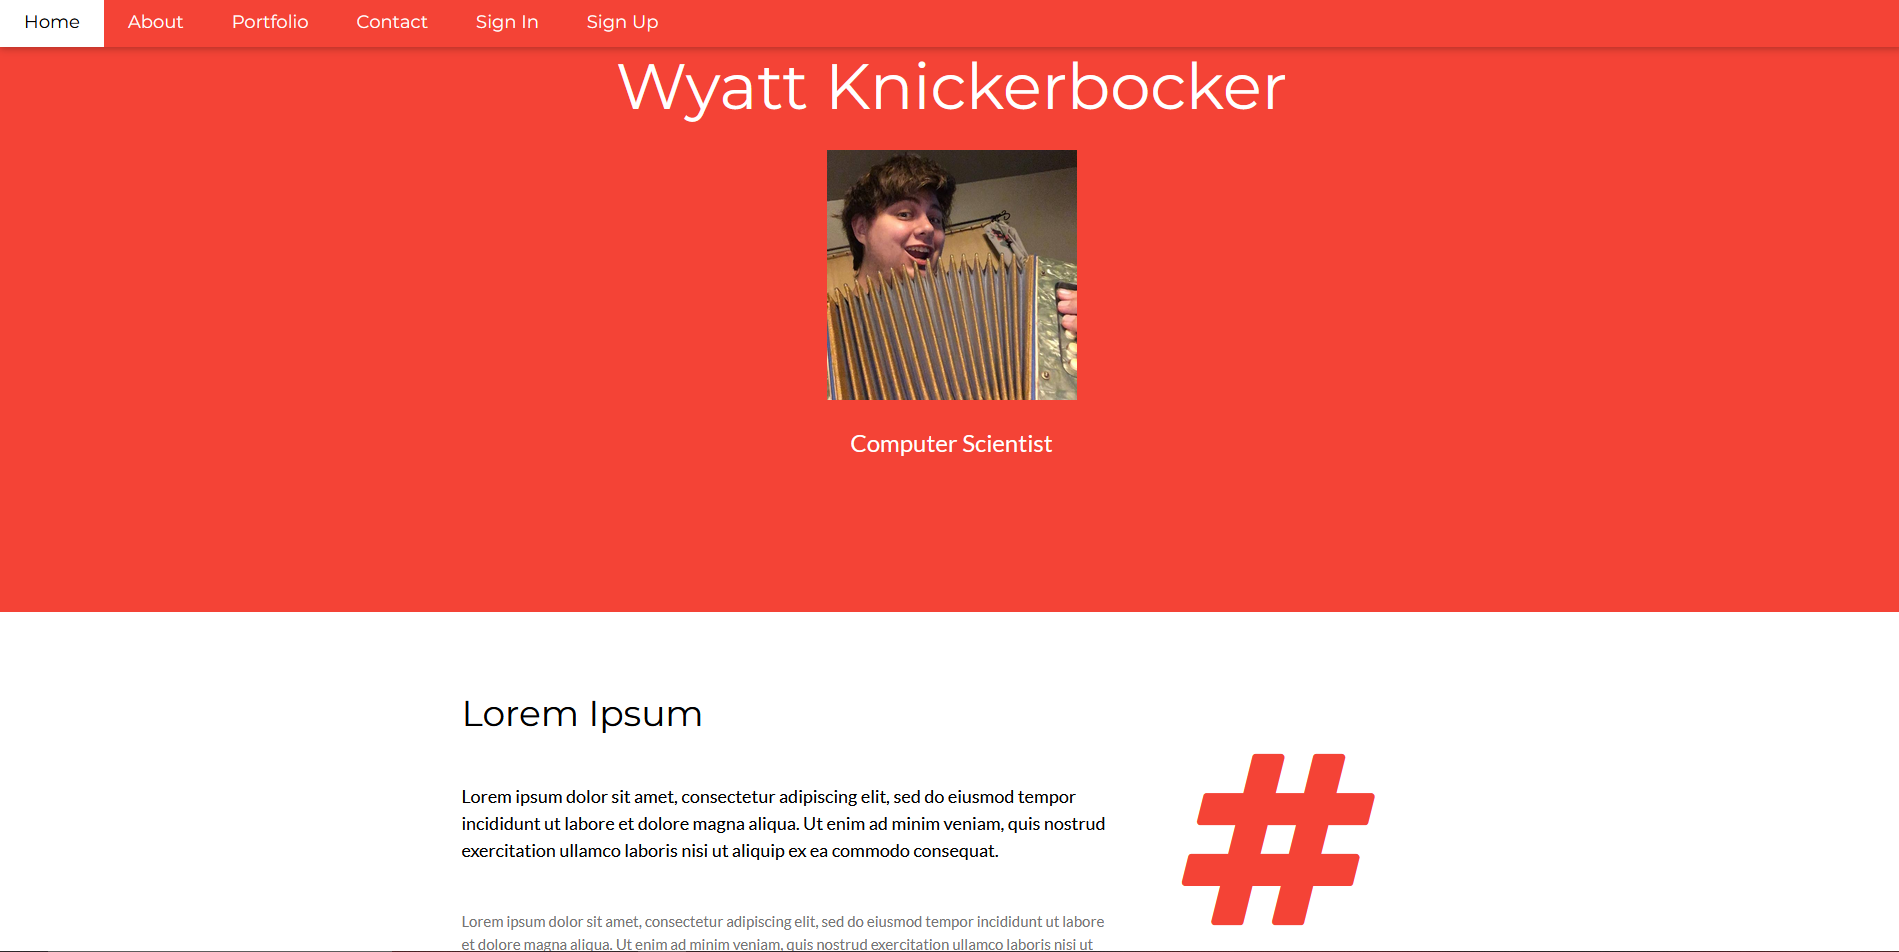 Home About Portfolio Contact Sign In Sign Up
Wyatt Knickerbocker
Computer Scientist
Lorem Ipsum
Lorem ipsum dolor sit amet, consectetur adipiscing elit, sed do eiusmod tempor
incididunt ut labore et dolore magna aliqua. Ut enim ad minim veniam, quis nostrud
exercitation ullamco laboris nisi ut aliquip ex ea commodo consequat.
#
Lorem ipsum dolor sit amet, consectetur adipiscing elit, sed do eiusmod tempor incididunt ut labore
et dolore magna aliqua. Ut enim ad minim veniam, quis nostrud exercitation ullamco laboris nisi ut